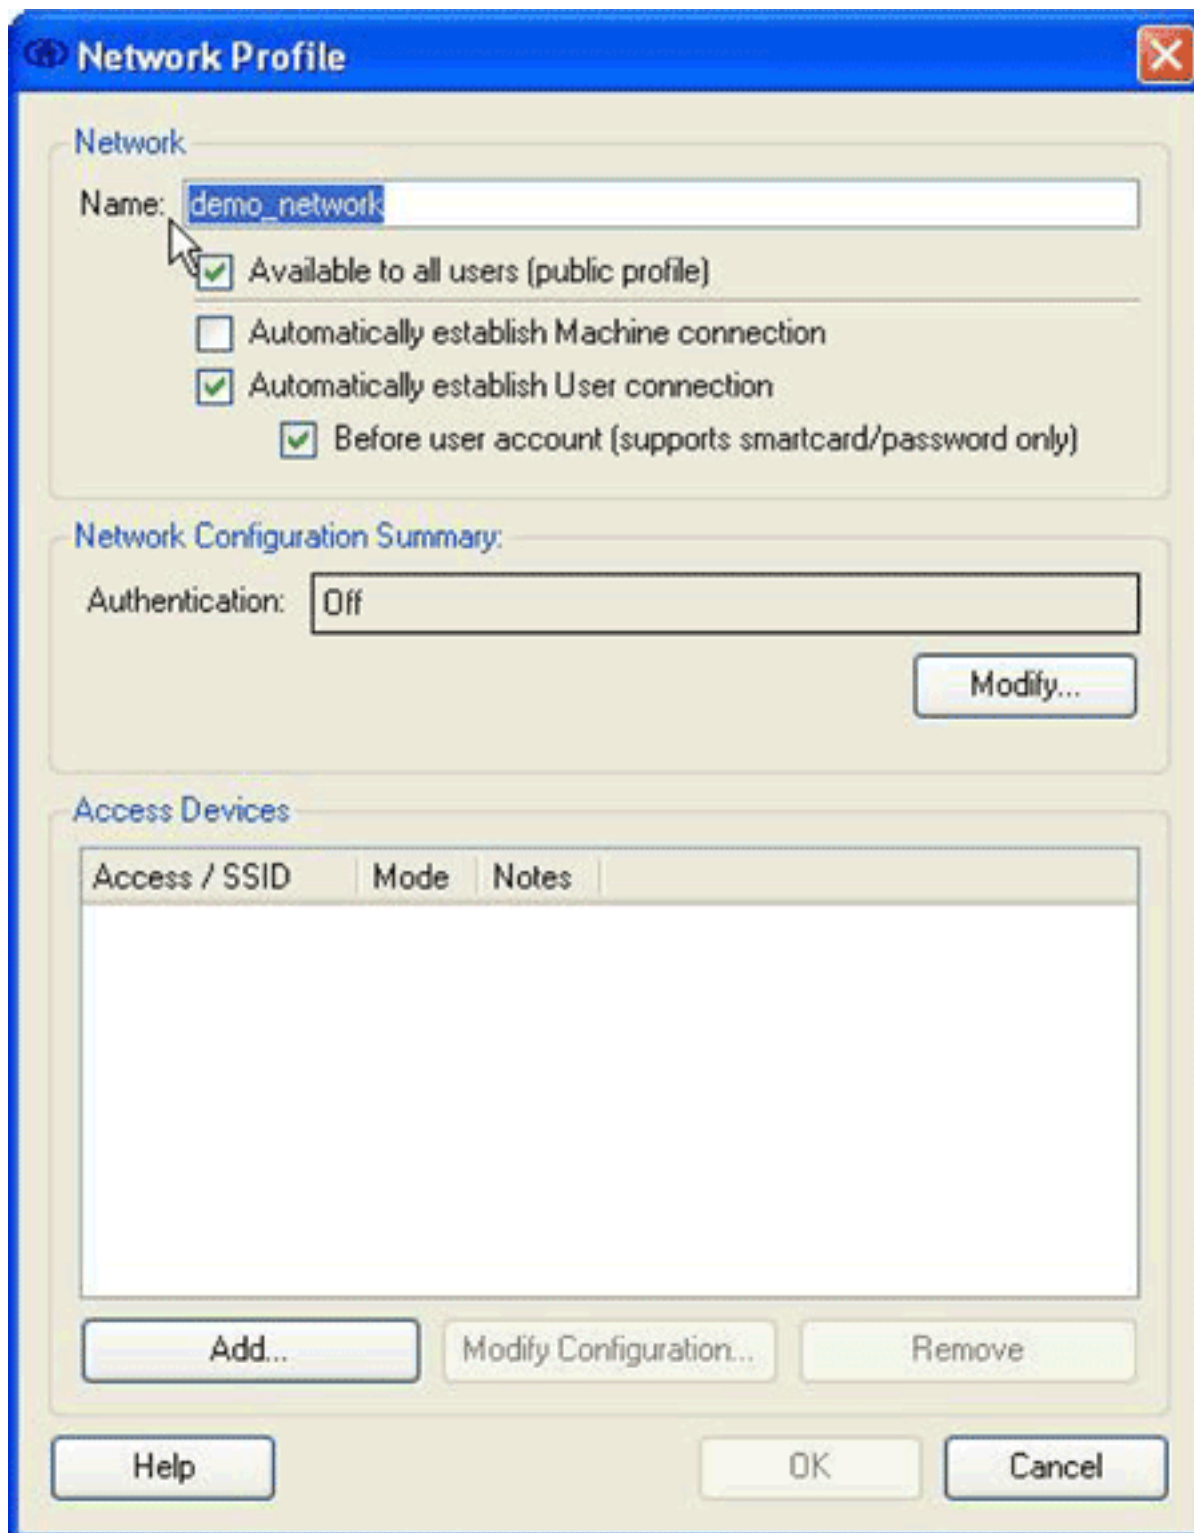 Network Profile
Network
Name: demo_network
Available to all users (public profile)
Automatically establish Machine connection
Automatically establish User connection
Before user account (supports smartcard/password only)
Network Configuration Summary:
Authentication: Off
Modify...
Access Devices
Access / SSID Mode Notes
Add... Modify Configuration... Remove
Help OK Cancel